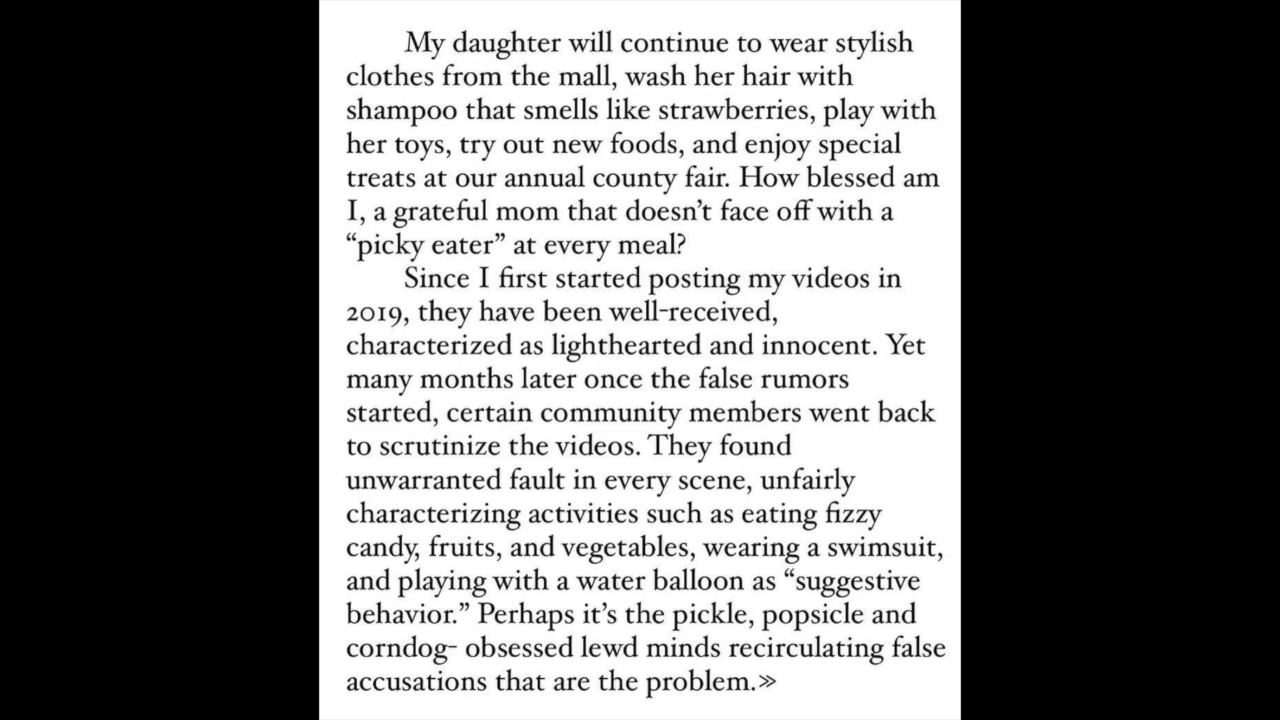 My daughter will continue to wear stylish
clothes from the mall, wash her hair with
shampoo that smells like strawberries, play with
her toys, try out new foods, and enjoy special
treats at our annual county fair. How blessed am
I, a grateful mom that doesn’t face off with a
“picky eater” at every meal?
Since I first started posting my videos in
2019, they have been well-received,
characterized as lighthearted and innocent. Yet
many months later once the false rumors
started, certain community members went back
to scrutinize the videos. They found
unwarranted fault in every scene, unfairly
characterizing activities such as eating fizzy
candy, fruits, and vegetables, wearing a swimsuit,
and playing with a water balloon as “suggestive
behavior.” Perhaps it’s the pickle, popsicle and
corndog- obsessed lewd minds recirculating false
accusations that are the problem.»